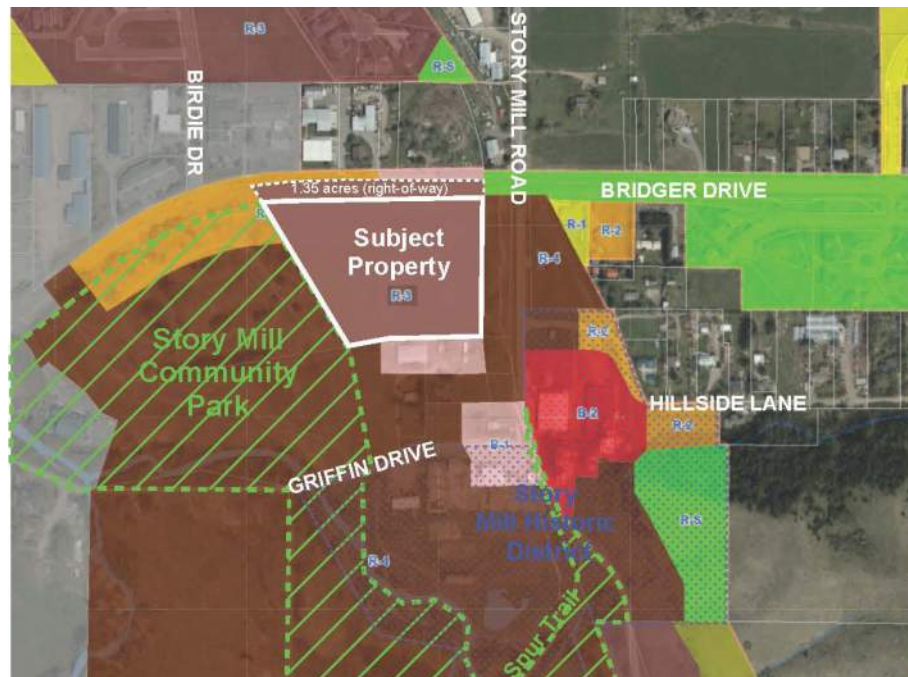 R-3
R-S
STORY MILL ROAD
BIRDIE DR
1.35 acres (right-of-way)
BRIDGER DRIVE
Subject
Property
R-3
R-1
R-2
R-4
Story Mill
Community
Park
R-2
HILLSIDE LANE
B-2
R-2
GRIFFIN DRIVE
Story
Mill Historic
District
R-S
Spur Trail